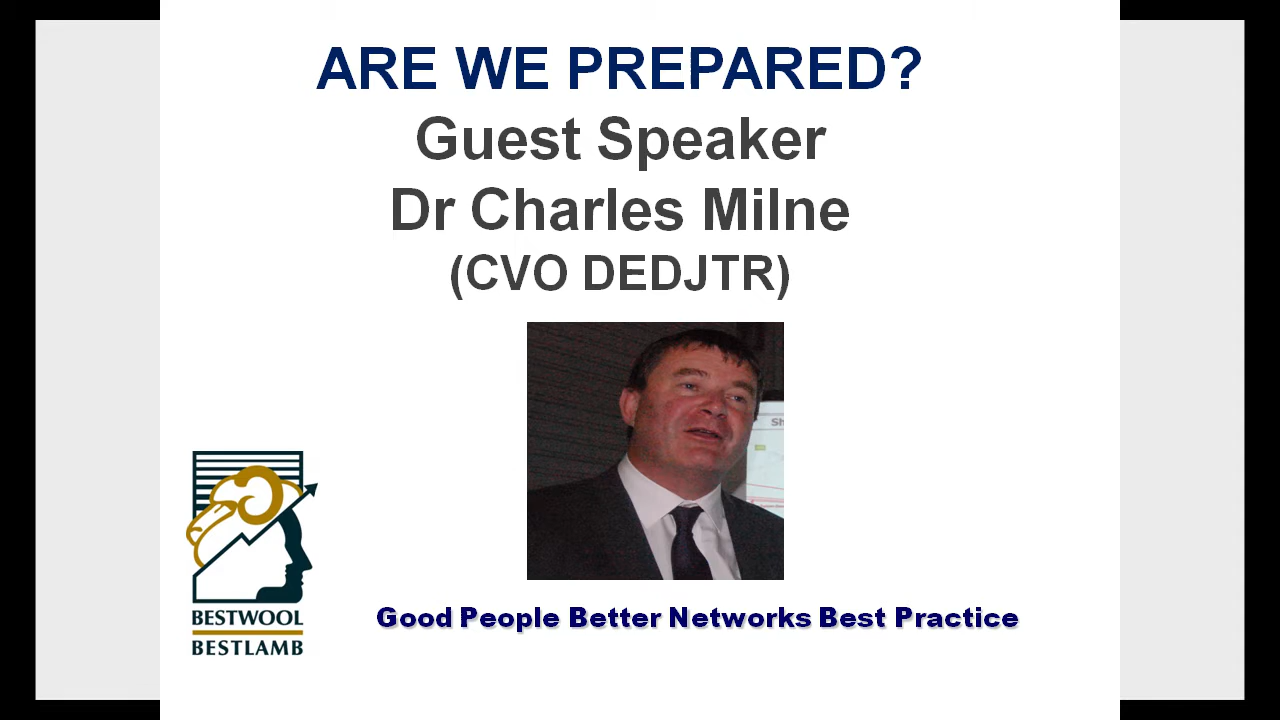 ARE WE PREPARED?
Guest Speaker
Dr Charles Milne
(CVO DEDJTR)
BESTWOOL
BESTLAMB
Good People Better Networks Best Practice